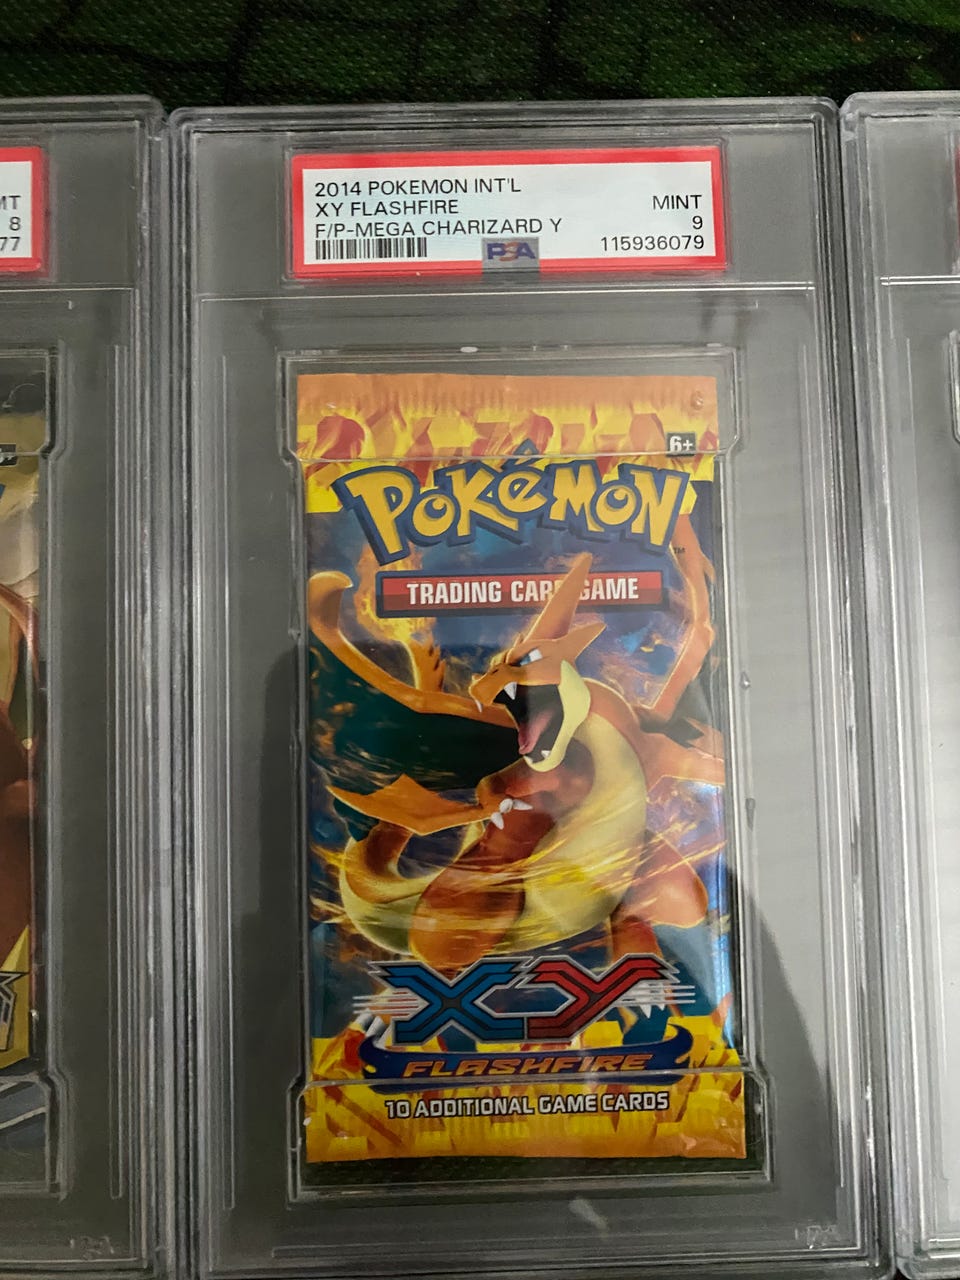 MT
8
77
2014 POKEMON INT'L
XY FLASHFIRE MINT
F/P-MEGA CHARIZARD Y 9
PSA 115936079
6+
POKéMON
TM
TRADING CARD GAME
XY
FLASHFIRE
10 ADDITIONAL GAME CARDS